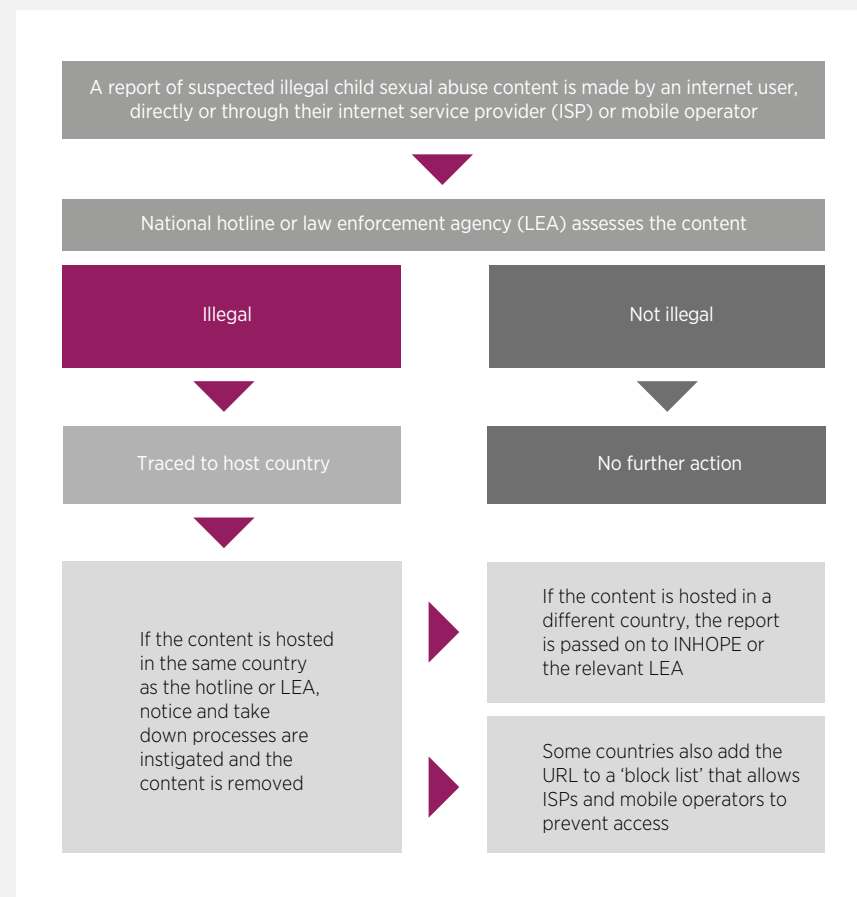 A report of suspected illegal child sexual abuse content is made by an internet user,
directly or through their internet service provider (ISP) or mobile operator
National hotline or law enforcement agency (LEA) assesses the content
Illegal
Not illegal
Traced to host country
No further action
If the content is hosted
in the same country
as the hotline or LEA,
notice and take
down processes are
instigated and the
content is removed
If the content is hosted in a
different country, the report
is passed on to INHOPE or
the relevant LEA
Some countries also add the
URL to a ‘block list’ that allows
ISPs and mobile operators to
prevent access